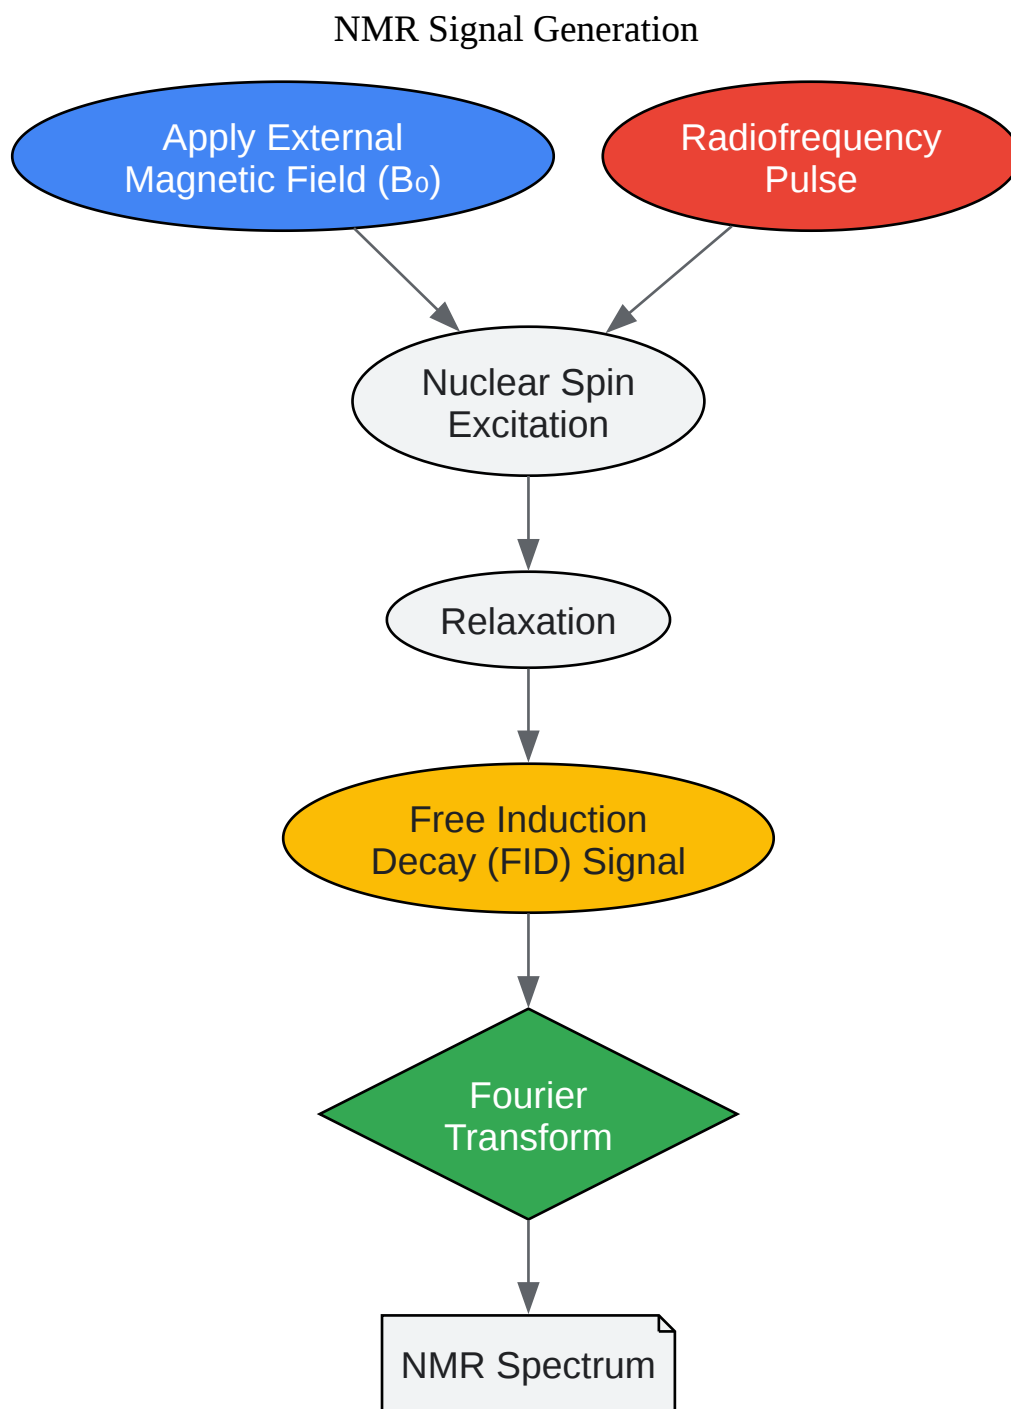 NMR Signal Generation
Apply External
Magnetic Field (B₀)
Radiofrequency
Pulse
Nuclear Spin
Excitation
Relaxation
Free Induction
Decay (FID) Signal
Fourier
Transform
NMR Spectrum